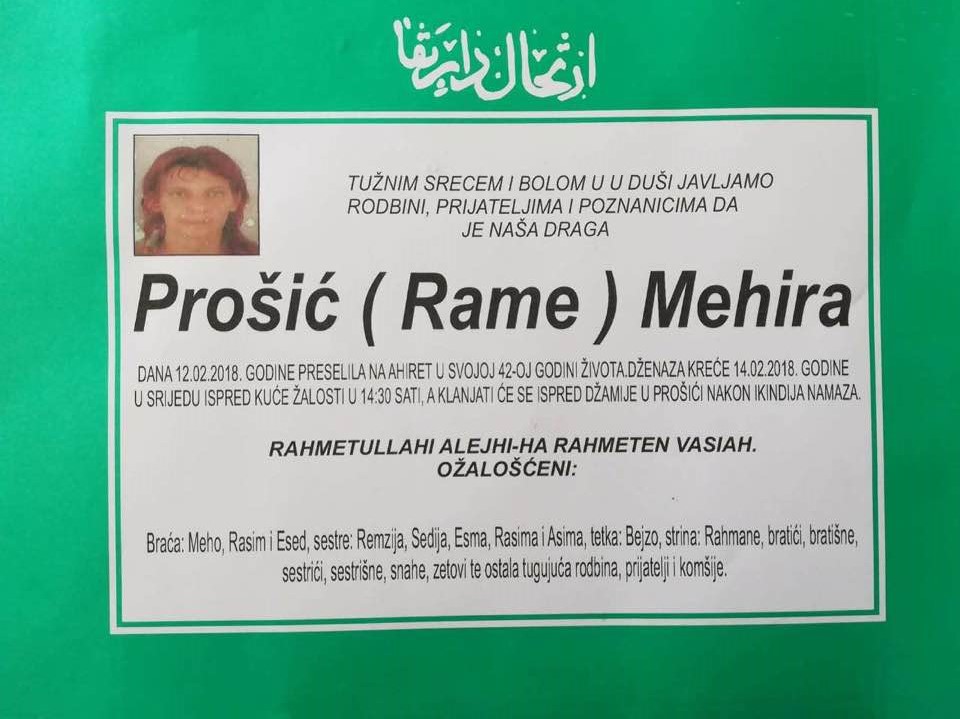 ارتحال دار بقا
TUŽNIM SRECEM I BOLOM U U DUŠI JAVLJAMO
RODBINI, PRIJATELJIMA I POZNANICIMA DA
JE NAŠA DRAGA
Prošić ( Rame ) Mehira
DANA 12.02.2018. GODINE PRESELILA NA AHIRET U SVOJOJ 42-OJ GODINI ŽIVOTA.DŽENAZA KREĆE 14.02.2018. GODINE
U SRIJEDU ISPRED KUĆE ŽALOSTI U 14:30 SATI, A KLANJATI ĆE SE ISPRED DŽAMIJE U PROŠIĆI NAKON IKINDIJA NAMAZA.
RAHMETULLAHI ALEJHI-HA RAHMETEN VASIAH.
OŽALOŠĆENI:
Braća: Meho, Rasim i Esed, sestre: Remzija, Sedija, Esma, Rasima i Asima, tetka: Bejzo, strina: Rahmane, bratići, bratišne,
sestrići, sestrišne, snahe, zetovi te ostala tugujuća rodbina, prijatelji i komšije.